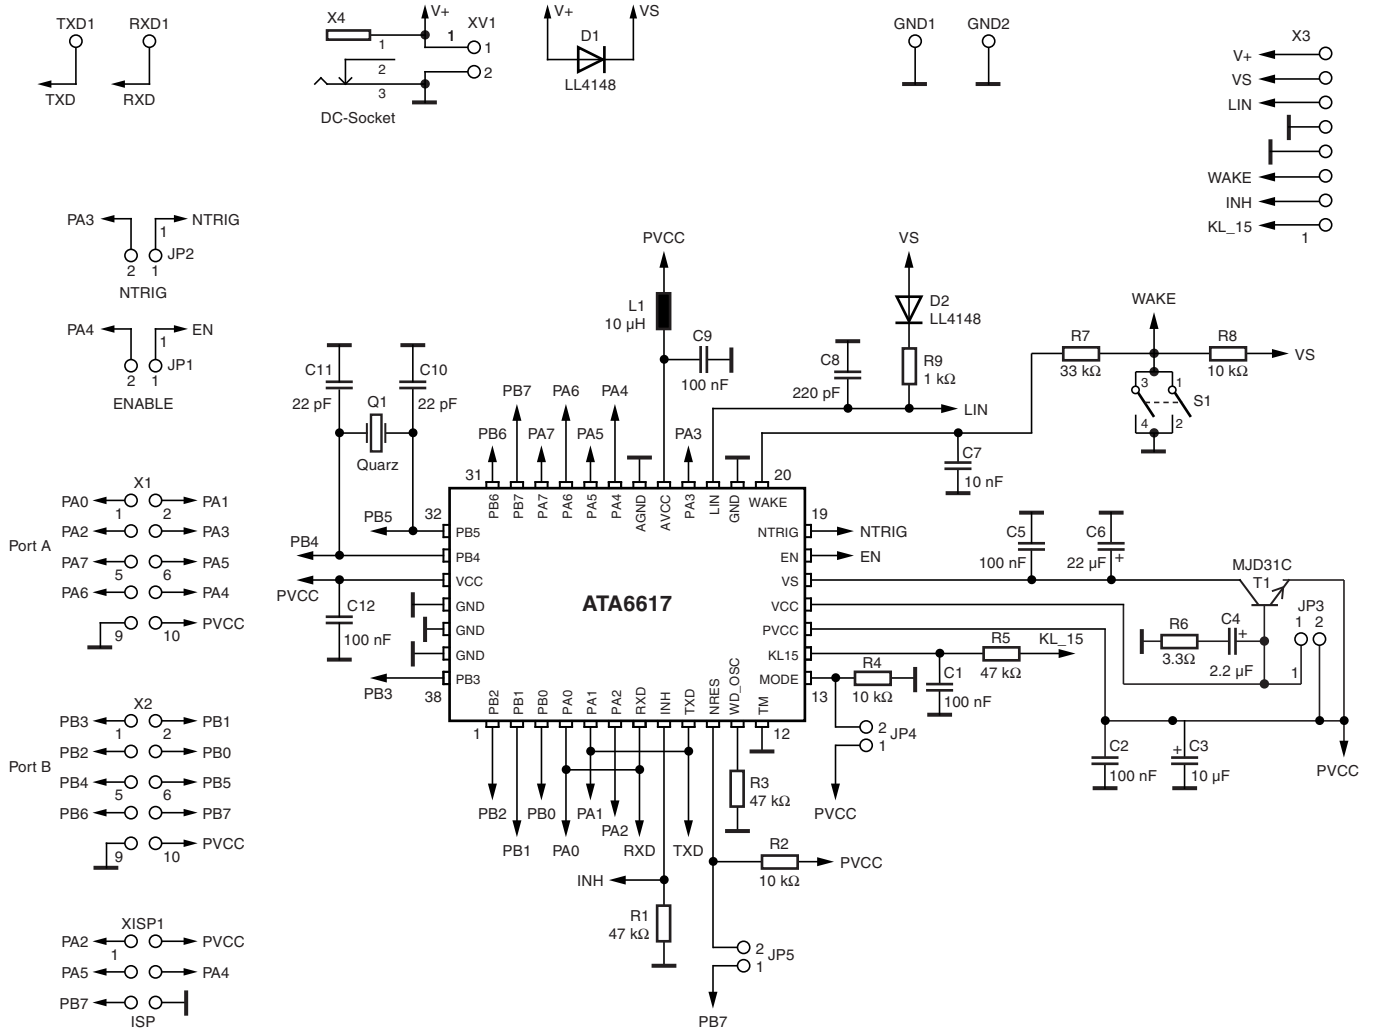 TXD1 RXD1
TXD RXD
X4 V+ XV1
1 1 1
2 2
3
DC-Socket
V+ VS
D1
LL4148
GND1 GND2
X3
V+
VS
LIN
WAKE
INH
KL_15
1
PA3 NTRIG
1
JP2
2 1
NTRIG
PA4 EN
1
JP1
2 1
ENABLE
X1
PA0 PA1
1 2
PA2 PA3
Port A
PA7 PA5
5 6
PA6 PA4
PVCC
9 10
X2
PB3 PB1
1 2
PB2 PB0
Port B
PB4 PB5
5 6
PB6 PB7
PVCC
9 10
XISP1
PA2 PVCC
1
PA5 PA4
PB7
ISP
C11 C10
22 pF 22 pF
Q1
Quarz
PB5
PB4
PVCC
C12
100 nF
PB3
PVCC
L1
10 µH
C9
100 nF
PB7 PA6 PA4
PB6 PA7 PA5 PA3
VS
D2
LL4148
C8
220 pF
R9
1 kΩ
LIN
C7
10 nF
WAKE
R7
33 kΩ
R8
10 kΩ
VS
3 1
S1
4 2
31 20
32 19
PB6 PB7 PA7 PA6 PA5 PA4 AGND AVCC PA3 LIN GND WAKE
PB5 NTRIG NTRIG
PB4 EN EN
VCC VS
GND VCC
GND PVCC
GND KL15
PB3 MODE
ATA6617
38 13
PB2 PB1 PB0 PA0 PA1 PA2 RXD INH TXD NRES WD_OSC TM
1 12
C5
100 nF
C6
22 µF
+
MJD31C
T1
JP3
1 2
1
R6
3.3Ω
C4
+
2.2 µF
R5
47 kΩ
KL_15
R4
10 kΩ
C1
100 nF
2
JP4
1
PVCC
C2
100 nF
+
C3
10 µF
PVCC
PB2 PB0 PA1
PA2
PB1 PA0 RXD TXD
R3
47 kΩ
R2
10 kΩ
PVCC
INH
R1
47 kΩ
2
JP5
1
PB7